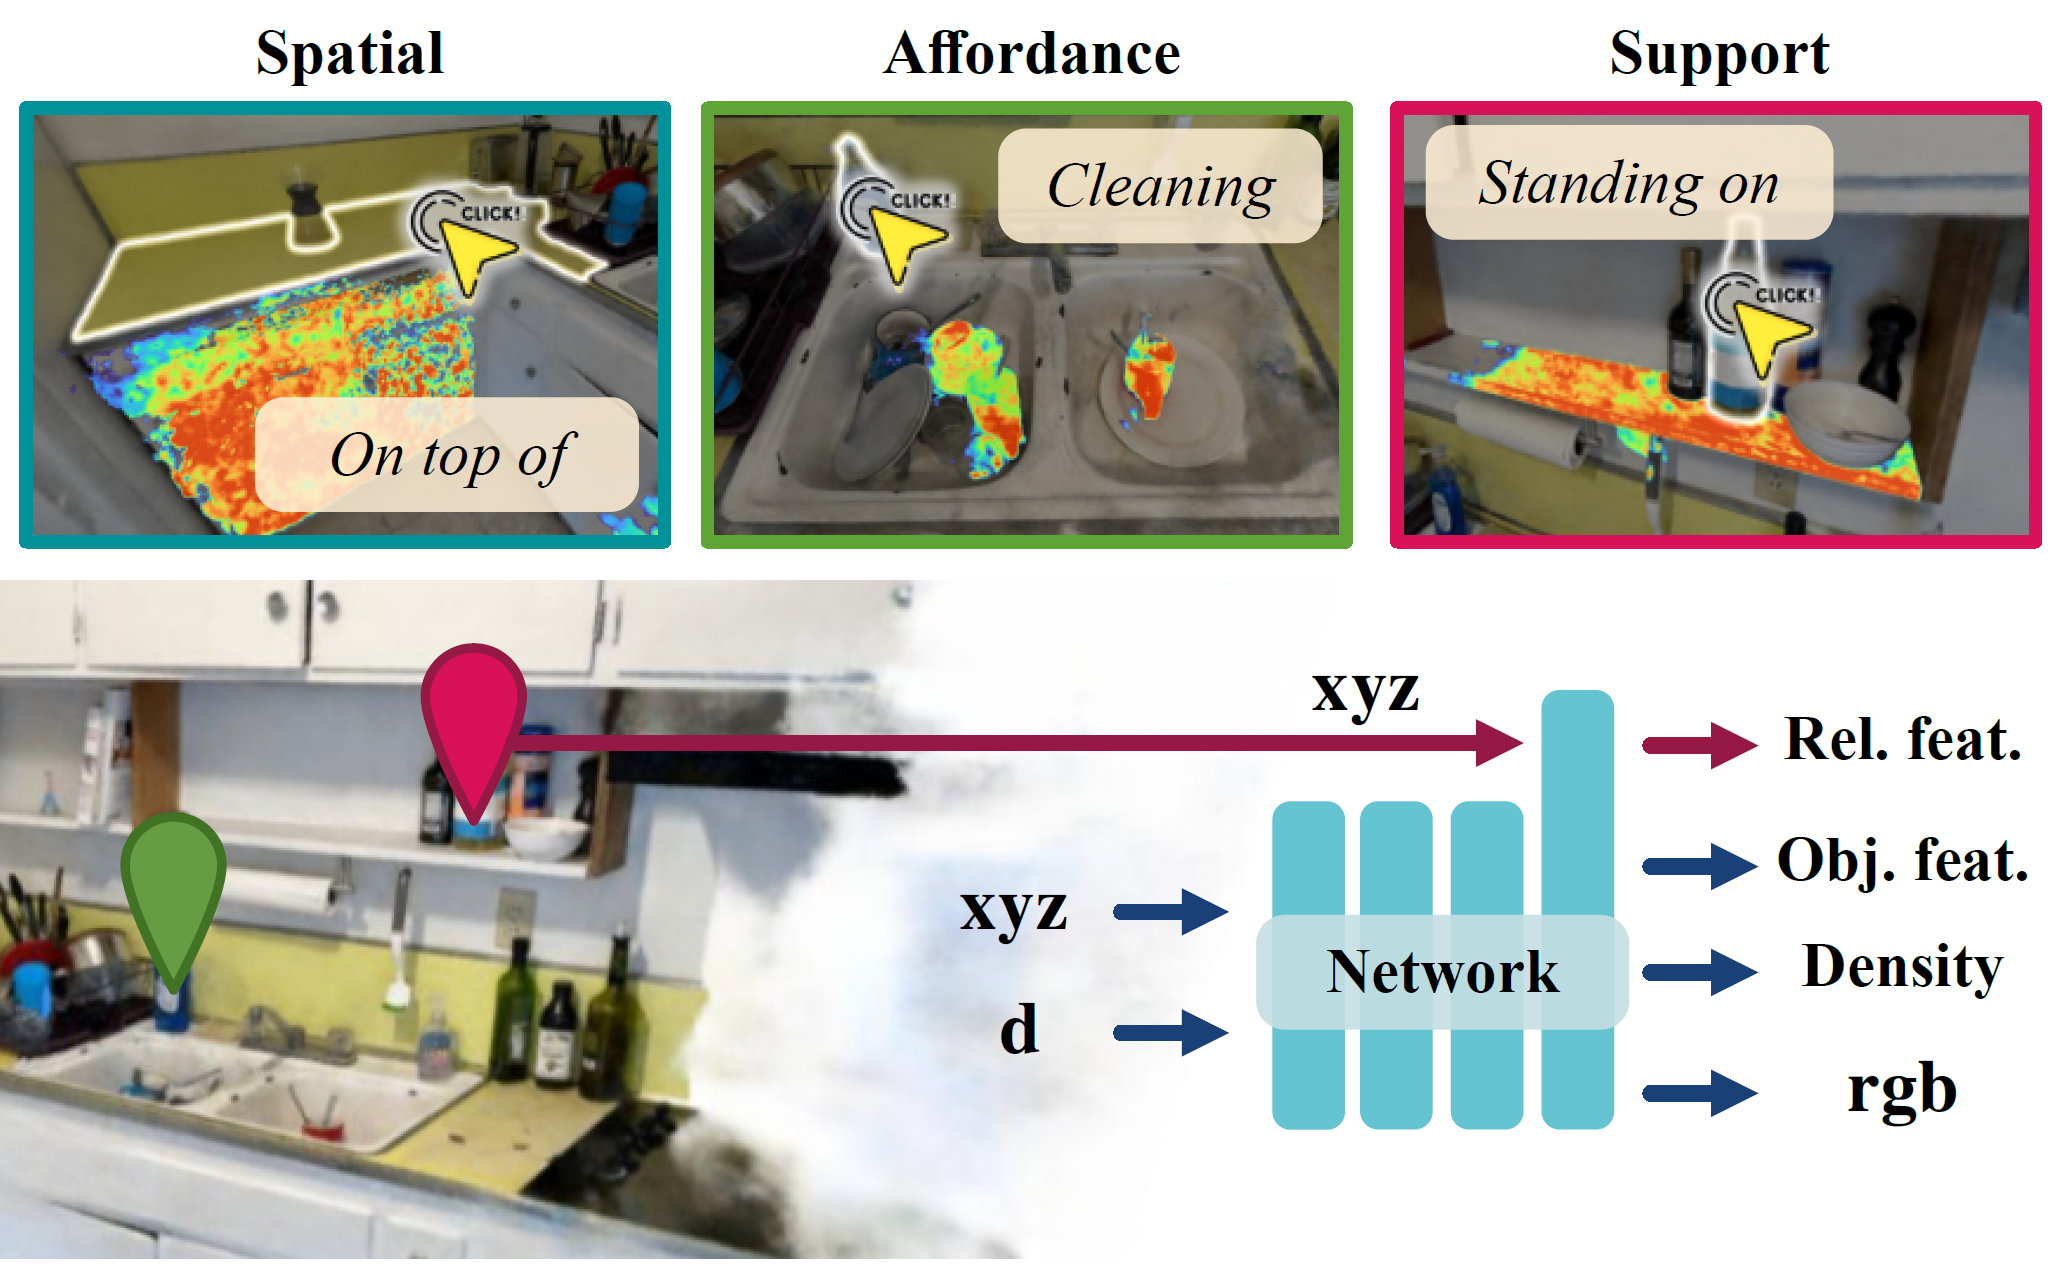 Spatial
Affordance
Support
CLICK!
On top of
CLICK!
Cleaning
CLICK!
Standing on
xyz
xyz
d
Network
Rel. feat.
Obj. feat.
Density
rgb